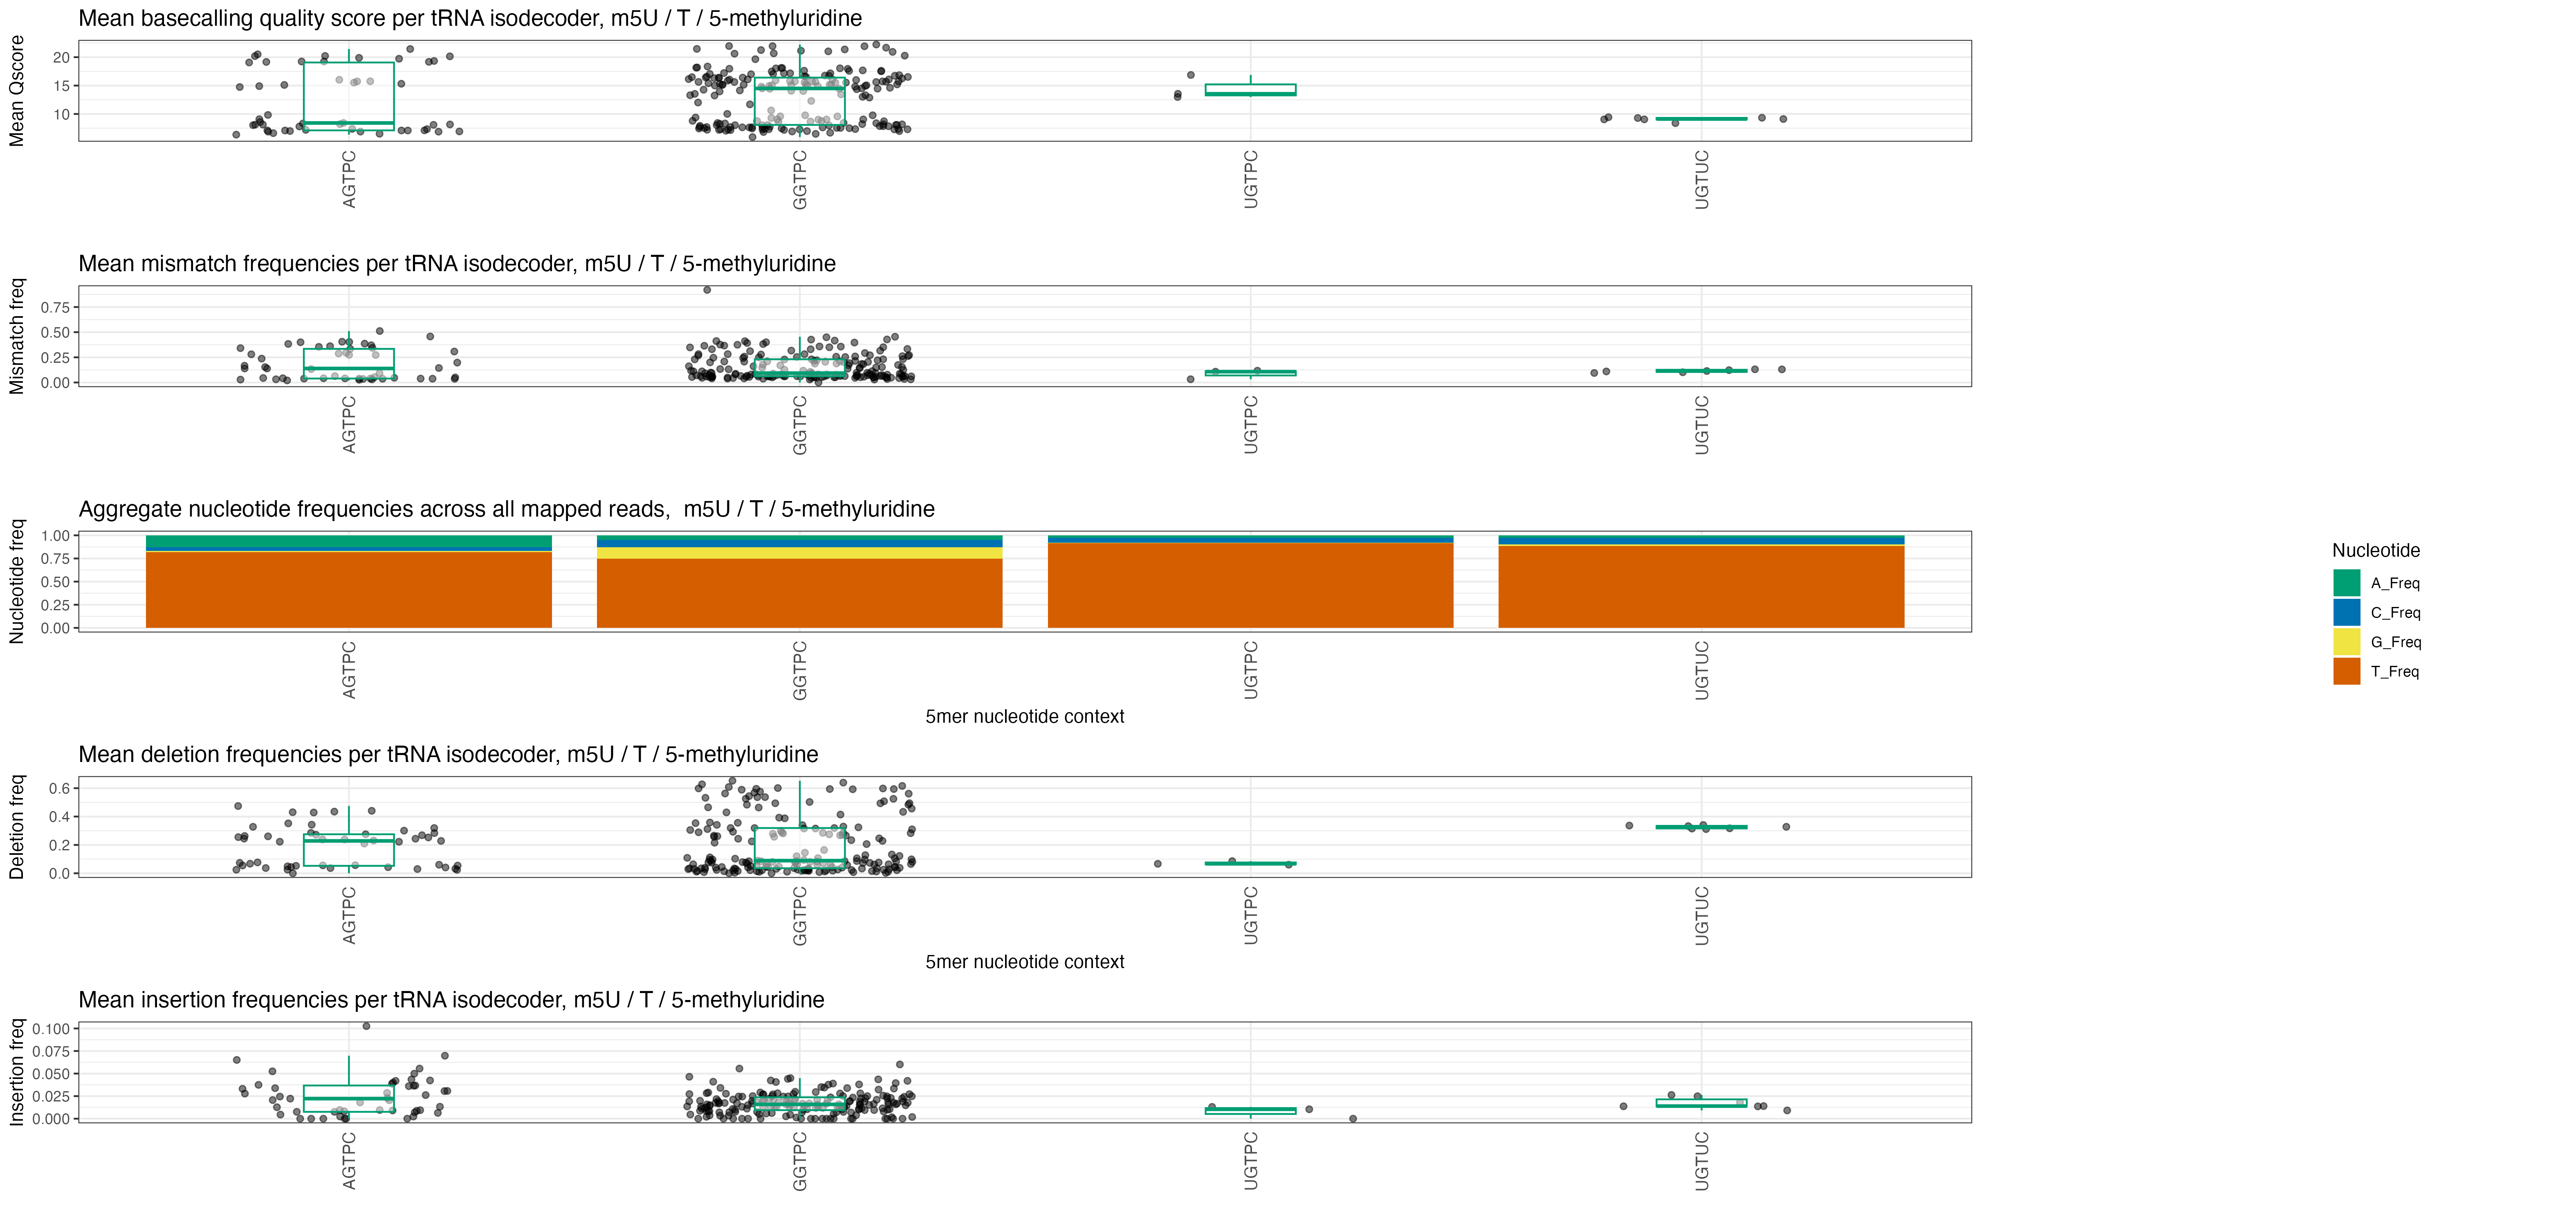 Mean basecalling quality score per tRNA isodecoder, m5U / T / 5-methyluridine
Mean Qscore
20
15
10
AGTPC
GGTPC
UGTPC
UGTUC
Mean mismatch frequencies per tRNA isodecoder, m5U / T / 5-methyluridine
Mismatch freq
0.75
0.50
0.25
0.00
AGTPC
GGTPC
UGTPC
UGTUC
Aggregate nucleotide frequencies across all mapped reads,  m5U / T / 5-methyluridine
Nucleotide freq
1.00
0.75
0.50
0.25
0.00
AGTPC
GGTPC
UGTPC
UGTUC
5mer nucleotide context
Nucleotide
A_Freq
C_Freq
G_Freq
T_Freq
Mean deletion frequencies per tRNA isodecoder, m5U / T / 5-methyluridine
Deletion freq
0.6
0.4
0.2
0.0
AGTPC
GGTPC
UGTPC
UGTUC
5mer nucleotide context
Mean insertion frequencies per tRNA isodecoder, m5U / T / 5-methyluridine
Insertion freq
0.100
0.075
0.050
0.025
0.000
AGTPC
GGTPC
UGTPC
UGTUC